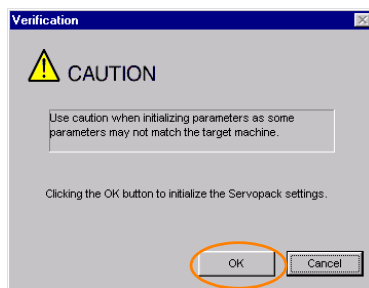 Verification
CAUTION
Use caution when initializing parameters as some
parameters may not match the target machine.
Clicking the OK button to initialize the Servopack settings.
OK
Cancel